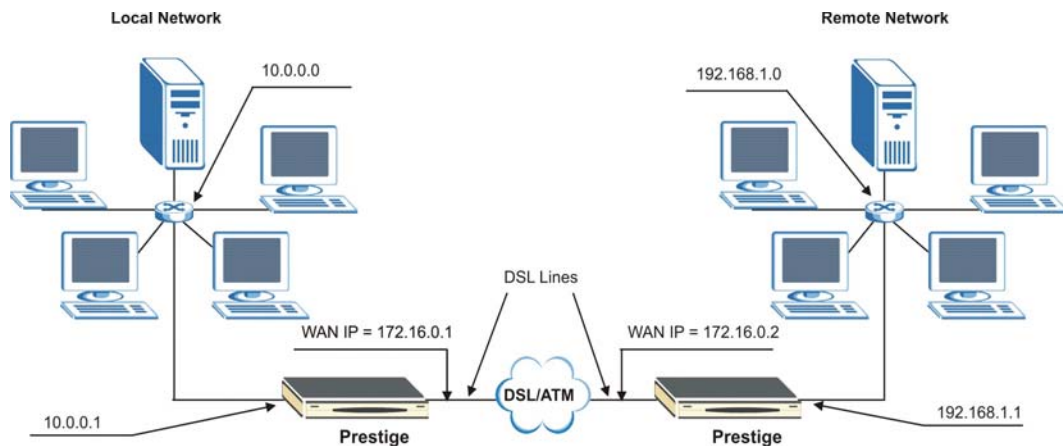 Local Network
Remote Network
10.0.0.0
192.168.1.0
DSL Lines
WAN IP = 172.16.0.1
WAN IP = 172.16.0.2
DSL/ATM
10.0.0.1
Prestige
Prestige
192.168.1.1